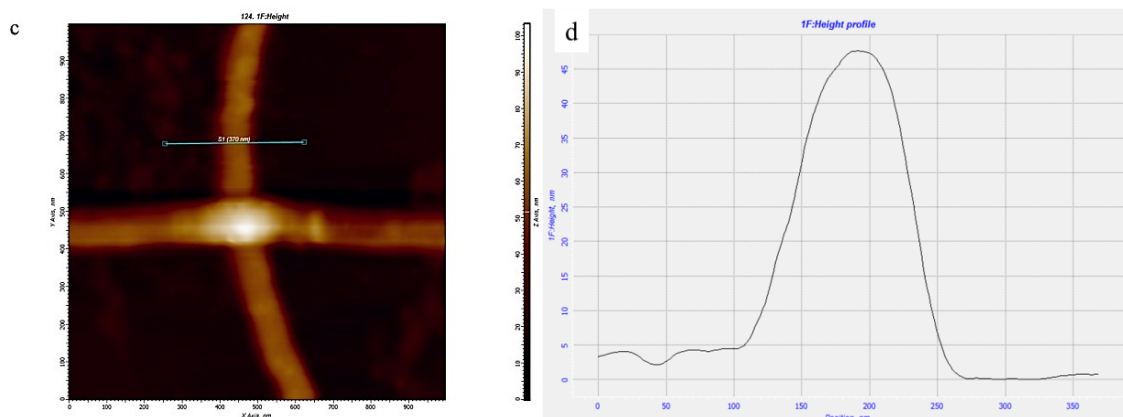 c
124. 1F:Height
Y Axis, nm
900
800
700
600
500
400
300
200
100
0
S1 (370 nm)
0 100 200 300 400 500 600 700 800 900
X Axis, nm
Z Axis, nm
100
90
80
70
60
50
40
30
20
10
0
d
1F:Height profile
1F:Height, nm
45
40
35
30
25
20
15
10
5
0
0 50 100 150 200 250 300 350
Position, nm